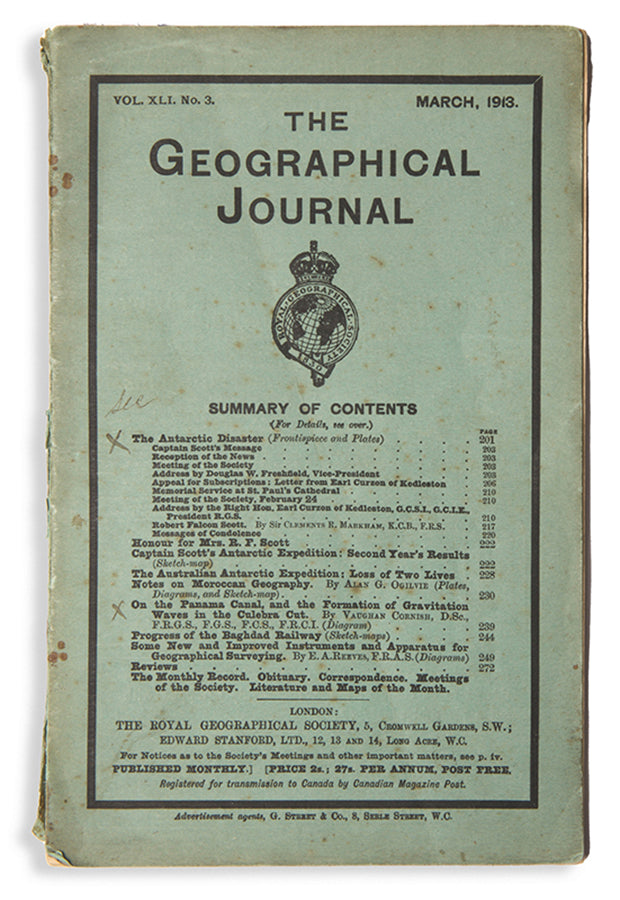 VOL. XLI. No. 3. MARCH, 1913.
THE
GEOGRAPHICAL
JOURNAL
ROYAL·GEOGRAPHICAL·SOCIETY
see
SUMMARY OF CONTENTS
(For Details, see over.)
PAGE
X The Antarctic Disaster (Frontispiece and Plates) . . . . . 201
Captain Scott's Message . . . . . 203
Reception of the News . . . . . 203
Meeting of the Society . . . . . 203
Address by Douglas W. Freshfield, Vice-President . . . . . 203
Appeal for Subscriptions: Letter from Earl Curzon of Kedleston 206
Memorial Service at St. Paul's Cathedral . . . . . 210
Meeting of the Society, February 24 . . . . . 210
Address by the Right Hon. Earl Curzon of Kedleston, G.C.S.I., G.C.I.E.,
President R.G.S. . . . . . 210
Robert Falcon Scott. By Sir Clements R. Markham, K.C.B., F.R.S. . 217
Messages of Condolence . . . . . 220
Honour for Mrs. R. F. Scott . . . . . 222
Captain Scott's Antarctic Expedition: Second Year's Results
(Sketch-map) . . . . . 222
The Australian Antarctic Expedition: Loss of Two Lives . 228
Notes on Moroccan Geography. By Alan G. Ogilvie (Plates,
Diagrams, and Sketch-map) . . . . . 230
X On the Panama Canal, and the Formation of Gravitation
Waves in the Culebra Cut. By Vaughan Cornish, D.Sc.,
F.R.G.S., F.G.S., F.C.S., F.R.C.I. (Diagram) . . . . . 239
Progress of the Baghdad Railway (Sketch-maps) . . . . . 244
Some New and Improved Instruments and Apparatus for
Geographical Surveying. By E. A. Reeves, F.R.A.S. (Diagrams) 249
Reviews . . . . . 272
The Monthly Record. Obituary. Correspondence. Meetings
of the Society. Literature and Maps of the Month.
LONDON:
THE ROYAL GEOGRAPHICAL SOCIETY, 5, Cromwell Gardens, S.W.;
EDWARD STANFORD, LTD., 12, 13 and 14, Long Acre, W.C.
For Notices as to the Society's Meetings and other important matters, see p. iv.
PUBLISHED MONTHLY.] [PRICE 2s.; 27s. PER ANNUM, POST FREE.
Registered for transmission to Canada by Canadian Magazine Post.
Advertisement agents, G. Street & Co., 8, Serle Street, W.C.